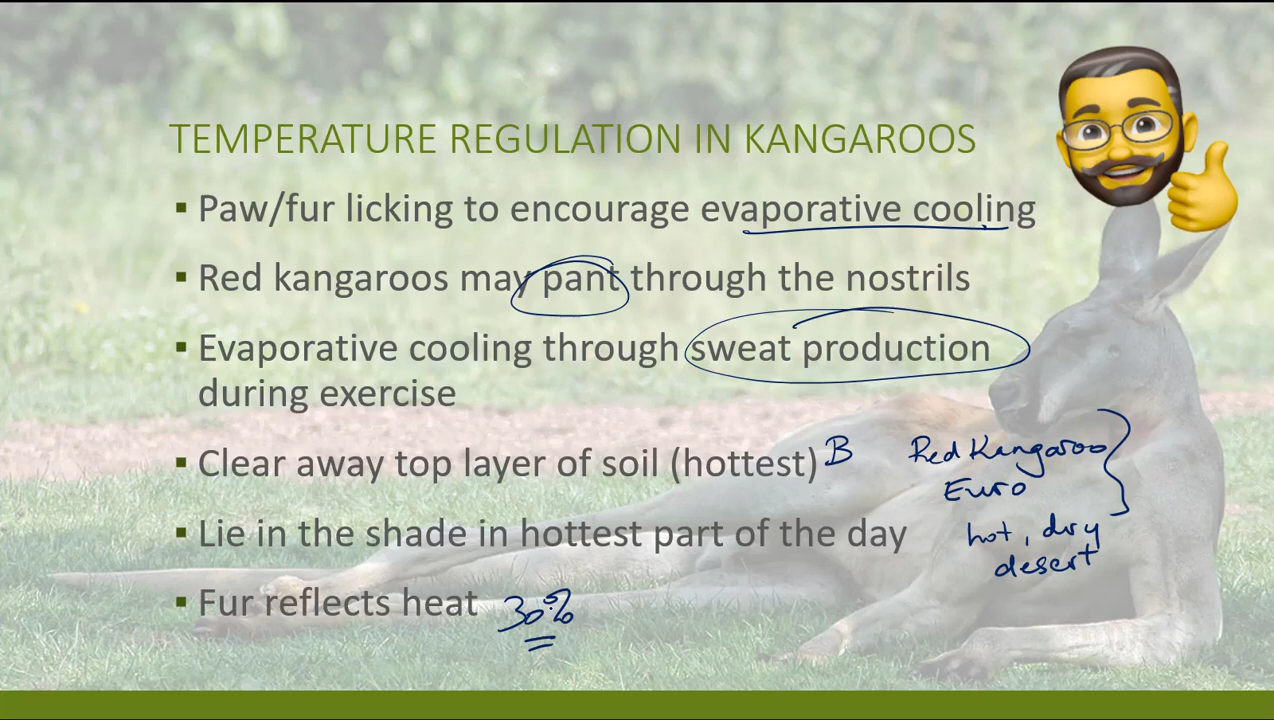 TEMPERATURE REGULATION IN KANGAROOS
▪ Paw/fur licking to encourage evaporative cooling
▪ Red kangaroos may pant through the nostrils
▪ Evaporative cooling through sweat production
during exercise
▪ Clear away top layer of soil (hottest) B
Red Kangaroo
Euro
▪ Lie in the shade in hottest part of the day
hot, dry
desert
▪ Fur reflects heat 30%